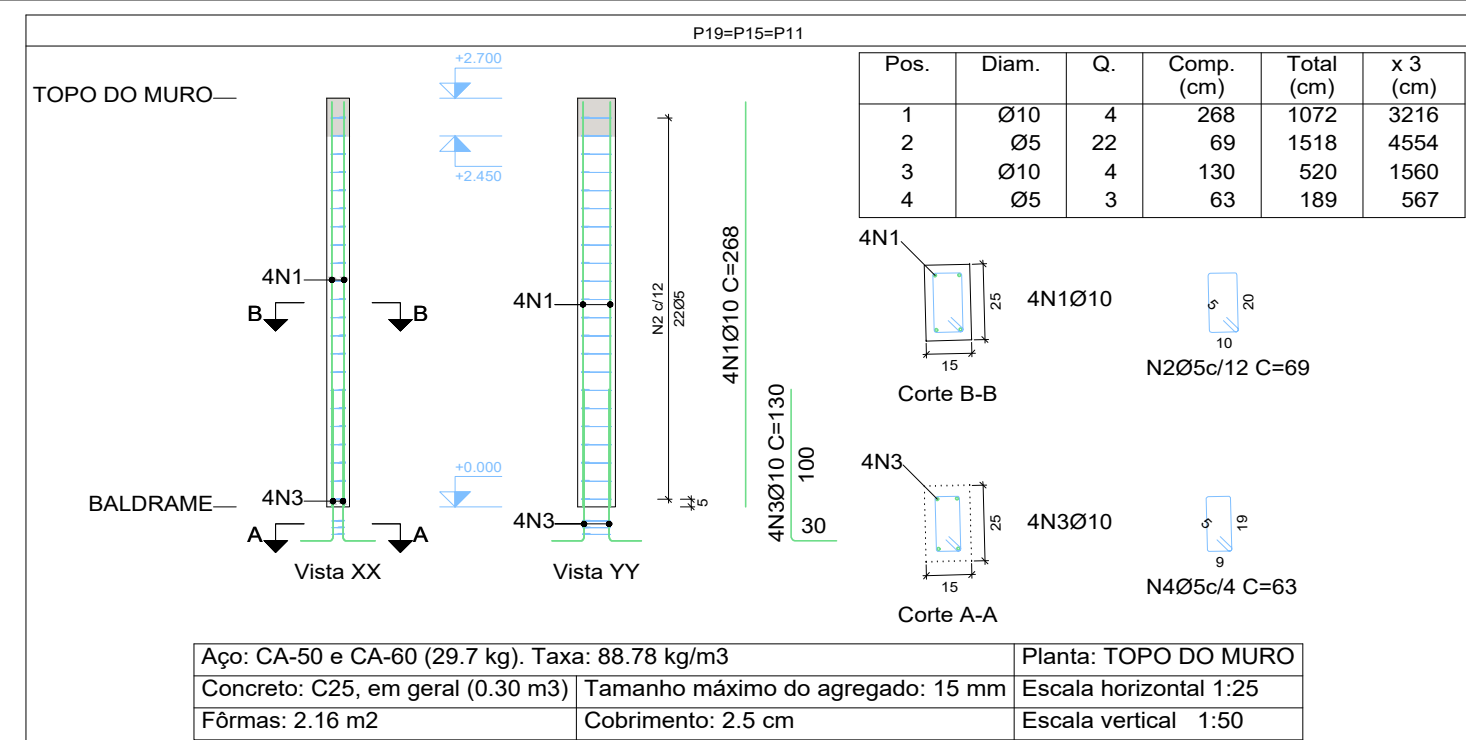 P19=P15=P11
TOPO DO MURO
+2.700
+2.450
4N1
B B
+0.000
BALDRAME
4N3
A A
Vista XX
4N1
4N3
Vista YY
N2 c/12
22Ø5
5
4N1Ø10 C=268
4N3Ø10 C=130
100
30
Pos. Diam. Q. Comp. (cm) Total (cm) x 3 (cm)
1 Ø10 4 268 1072 3216
2 Ø5 22 69 1518 4554
3 Ø10 4 130 520 1560
4 Ø5 3 63 189 567
4N1
25
15
4N1Ø10
Corte B-B
5
20
10
N2Ø5c/12 C=69
4N3
25
15
4N3Ø10
Corte A-A
5
19
9
N4Ø5c/4 C=63
Aço: CA-50 e CA-60 (29.7 kg). Taxa: 88.78 kg/m3 Planta: TOPO DO MURO
Concreto: C25, em geral (0.30 m3) Tamanho máximo do agregado: 15 mm Escala horizontal 1:25
Fôrmas: 2.16 m2 Cobrimento: 2.5 cm Escala vertical 1:50